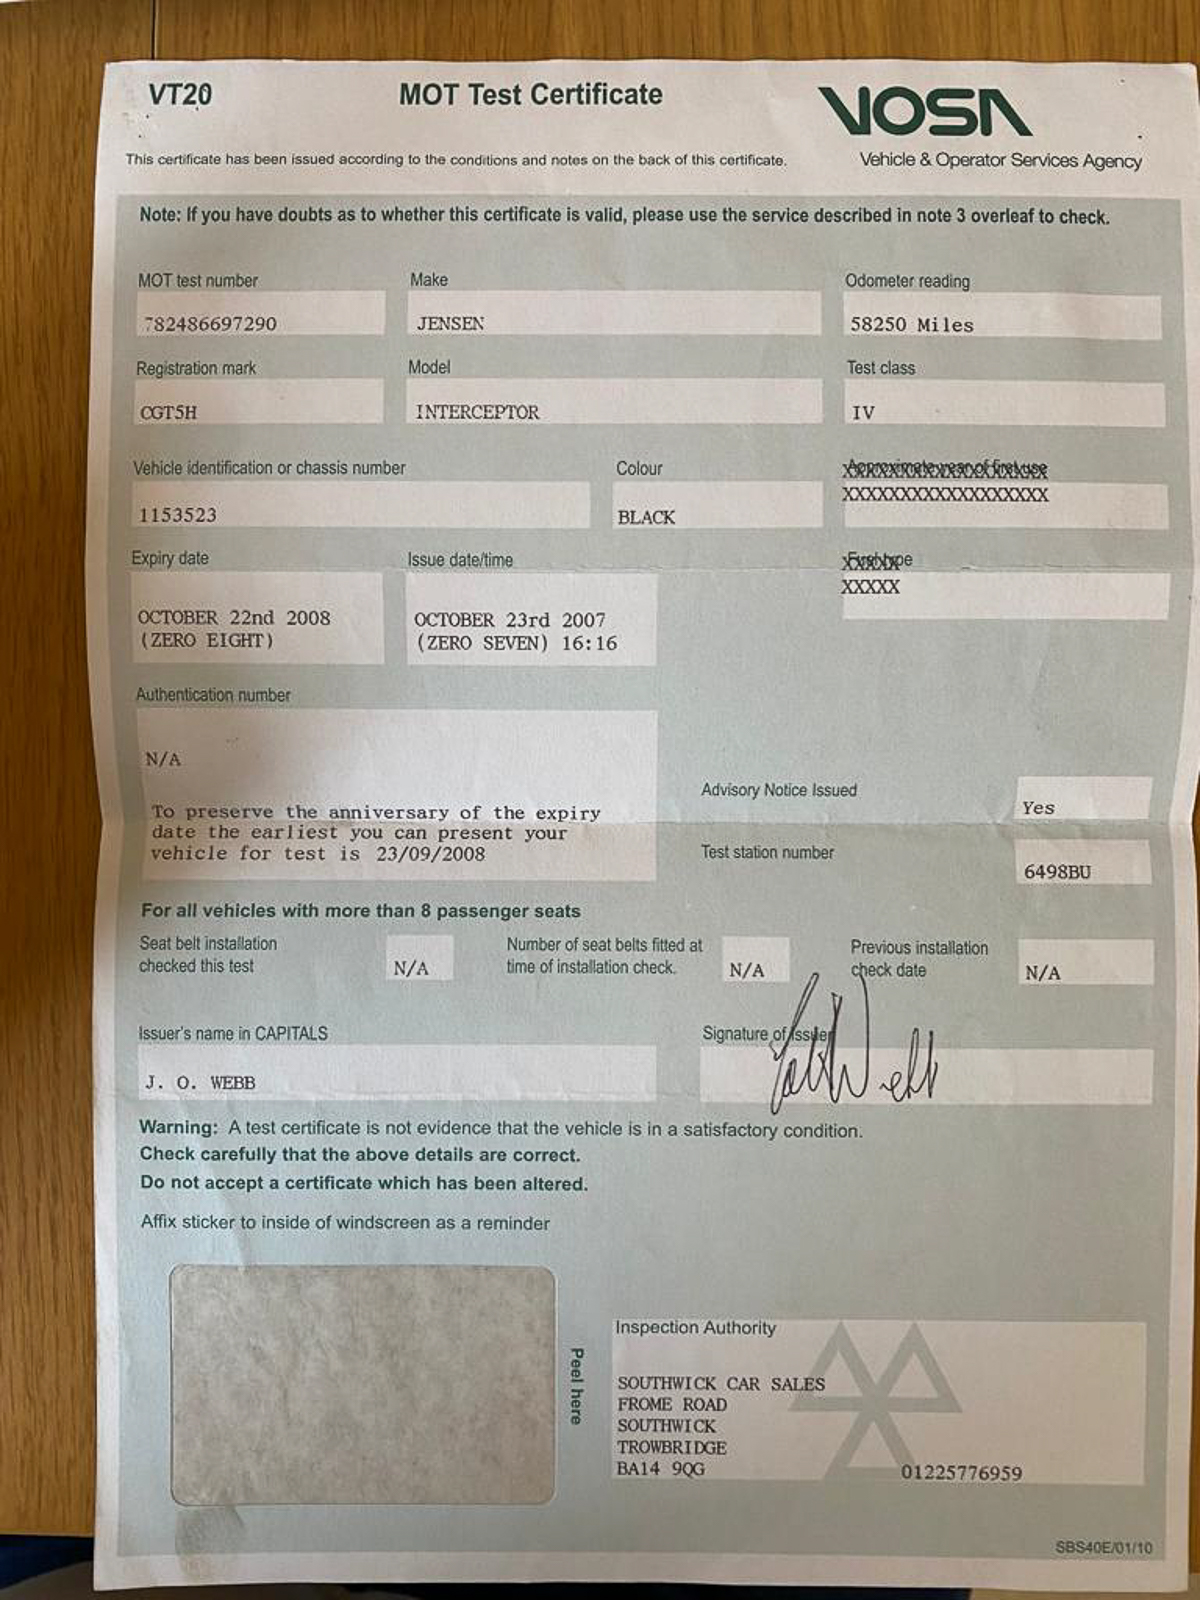 VT20
MOT Test Certificate
VOSA
This certificate has been issued according to the conditions and notes on the back of this certificate.
Vehicle & Operator Services Agency
Note: If you have doubts as to whether this certificate is valid, please use the service described in note 3 overleaf to check.
MOT test number
Make
Odometer reading
782486697290
JENSEN
58250 Miles
Registration mark
Model
Test class
CGT5H
INTERCEPTOR
IV
Vehicle identification or chassis number
Colour
Approximate year of first use
XXXXXXXXXXXXXXXXXX
1153523
BLACK
Expiry date
Issue date/time
Fuel type
XXXXX
OCTOBER 22nd 2008
(ZERO EIGHT)
OCTOBER 23rd 2007
(ZERO SEVEN) 16:16
Authentication number
N/A
To preserve the anniversary of the expiry
date the earliest you can present your
vehicle for test is 23/09/2008
Advisory Notice Issued
Yes
Test station number
6498BU
For all vehicles with more than 8 passenger seats
Seat belt installation
checked this test
N/A
Number of seat belts fitted at
time of installation check.
N/A
Previous installation
check date
N/A
Issuer's name in CAPITALS
Signature of Issuer
J. O. WEBB
Warning: A test certificate is not evidence that the vehicle is in a satisfactory condition.
Check carefully that the above details are correct.
Do not accept a certificate which has been altered.
Affix sticker to inside of windscreen as a reminder
Peel here
Inspection Authority
SOUTHWICK CAR SALES
FROME ROAD
SOUTHWICK
TROWBRIDGE
BA14 9QG
01225776959
SBS40E/01/10